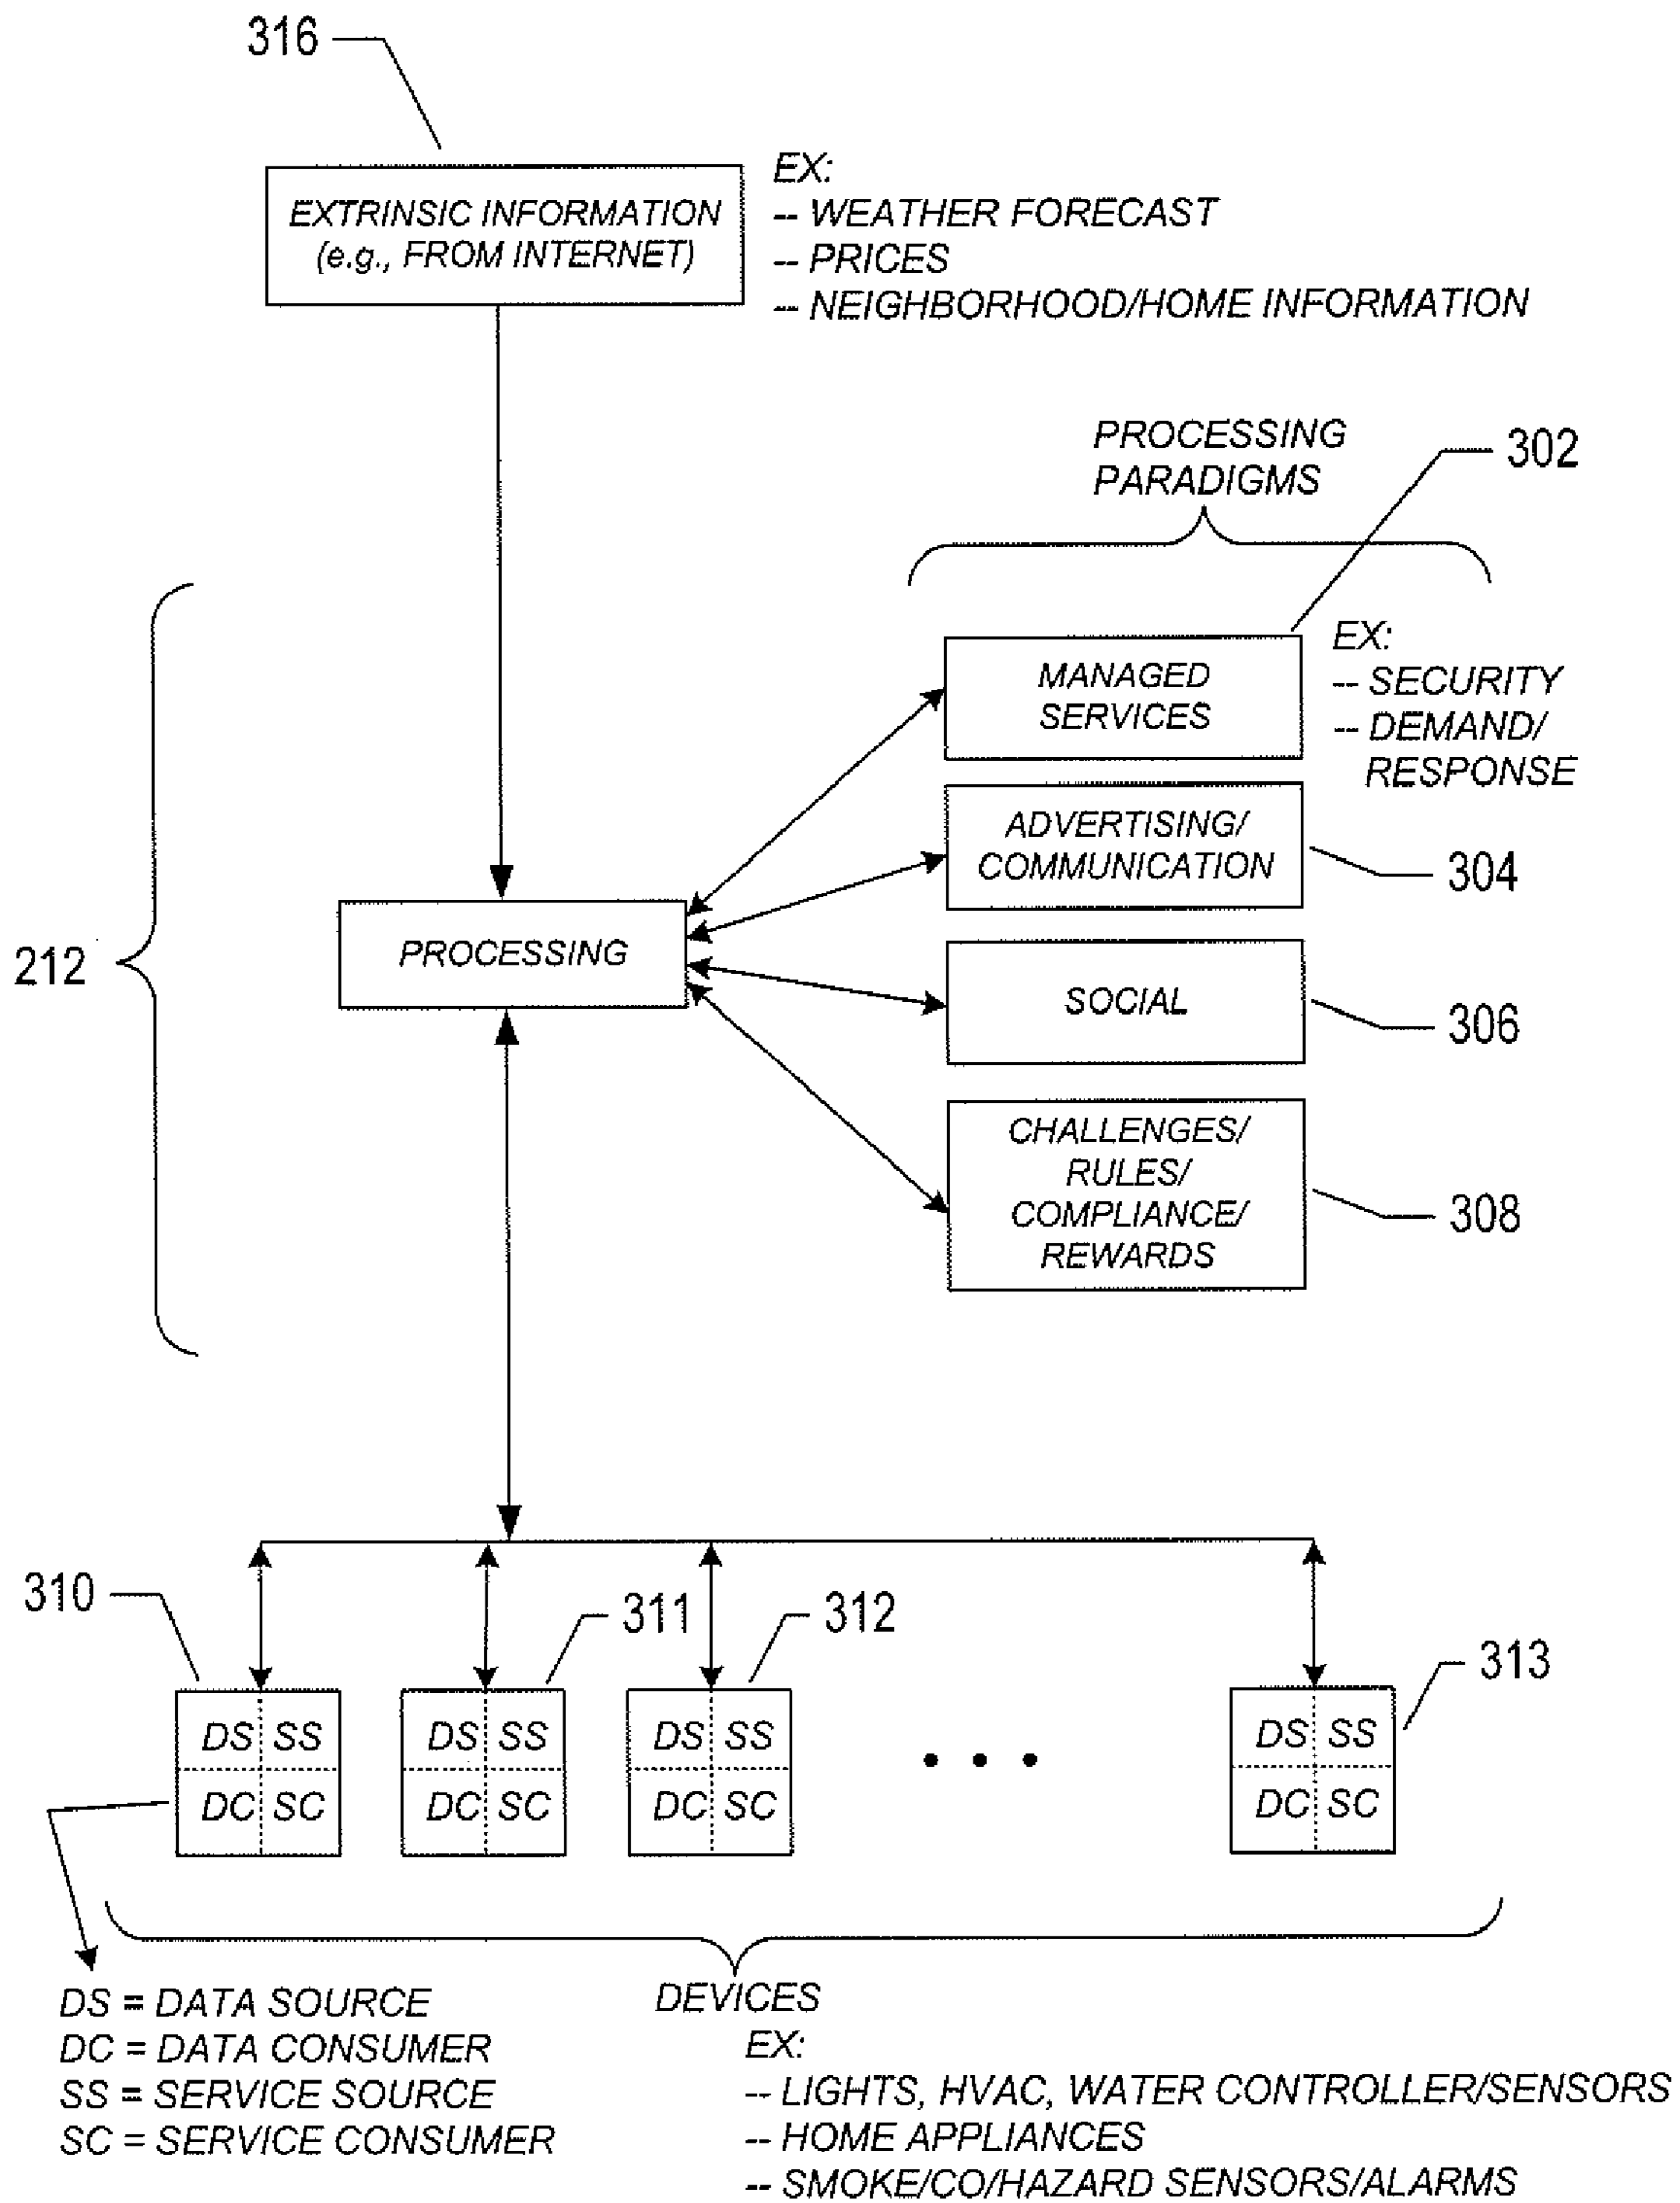 316
EXTRINSIC INFORMATION
(e.g., FROM INTERNET)
EX:
-- WEATHER FORECAST
-- PRICES
-- NEIGHBORHOOD/HOME INFORMATION
PROCESSING
PARADIGMS
302
MANAGED
SERVICES
EX:
-- SECURITY
-- DEMAND/
RESPONSE
ADVERTISING/
COMMUNICATION
304
212
PROCESSING
SOCIAL
306
CHALLENGES/
RULES/
COMPLIANCE/
REWARDS
308
310
311
312
313
DS SS
DC SC
DS SS
DC SC
DS SS
DC SC
• • •
DS SS
DC SC
DS = DATA SOURCE
DC = DATA CONSUMER
SS = SERVICE SOURCE
SC = SERVICE CONSUMER
DEVICES
EX:
-- LIGHTS, HVAC, WATER CONTROLLER/SENSORS
-- HOME APPLIANCES
-- SMOKE/CO/HAZARD SENSORS/ALARMS